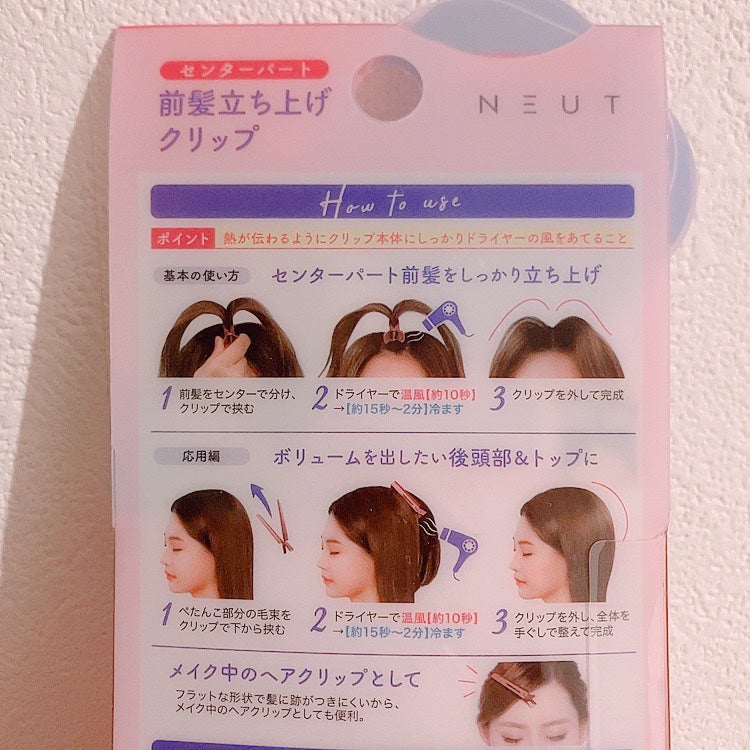 センターパート
前髪立ち上げ
クリップ
NEUT
How to use
ポイント 熱が伝わるようにクリップ本体にしっかりドライヤーの風をあてること
基本の使い方 センターパート前髪をしっかり立ち上げ
1 前髪をセンターで分け、
クリップで挟む
2 ドライヤーで温風【約10秒】
→【約15秒〜2分】冷ます
3 クリップを外して完成
応用編 ボリュームを出したい後頭部&トップに
1 ぺたんこ部分の毛束を
クリップで下から挟む
2 ドライヤーで温風【約10秒】
→【約15秒〜2分】冷ます
3 クリップを外し、全体を
手ぐしで整えて完成
メイク中のヘアクリップとして
フラットな形状で髪に跡がつきにくいから、
メイク中のヘアクリップとしても便利。